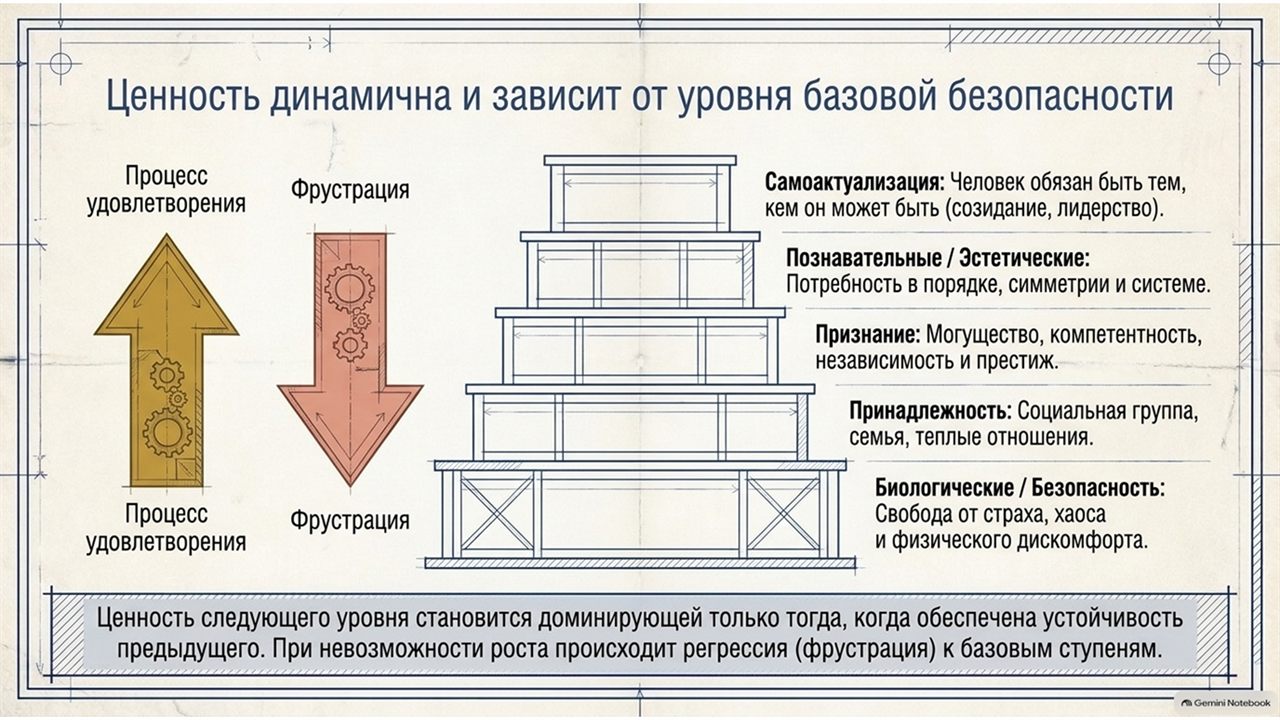 Ценность динамична и зависит от уровня базовой безопасности
Процесс
удовлетворения
Фрустрация
Процесс
удовлетворения
Фрустрация
Самоактуализация: Человек обязан быть тем,
кем он может быть (созидание, лидерство).
Познавательные / Эстетические:
Потребность в порядке, симметрии и системе.
Признание: Могущество, компетентность,
независимость и престиж.
Принадлежность: Социальная группа,
семья, теплые отношения.
Биологические / Безопасность:
Свобода от страха, хаоса
и физического дискомфорта.
Ценность следующего уровня становится доминирующей только тогда, когда обеспечена устойчивость
предыдущего. При невозможности роста происходит регрессия (фрустрация) к базовым ступеням.
Gemini Notebook